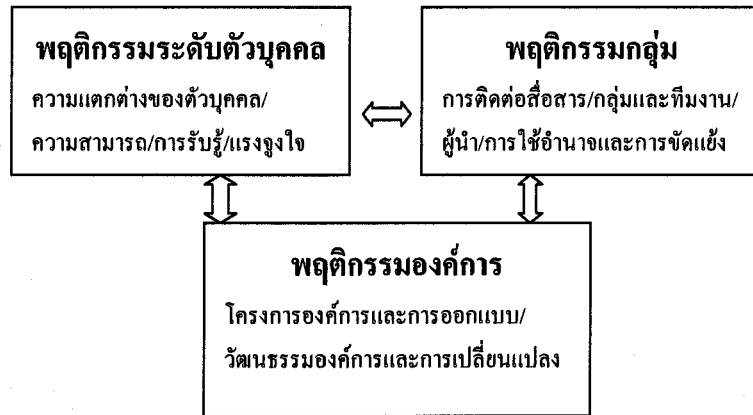 พฤติกรรมระดับตัวบุคคล
ความแตกต่างของตัวบุคคล/
ความสามารถ/การรับรู้/แรงจูงใจ
พฤติกรรมกลุ่ม
การติดต่อสื่อสาร/กลุ่มและทีมงาน/
ผู้นำ/การใช้อำนาจและการขัดแย้ง
พฤติกรรมองค์การ
โครงการองค์การและการออกแบบ/
วัฒนธรรมองค์การและการเปลี่ยนแปลง